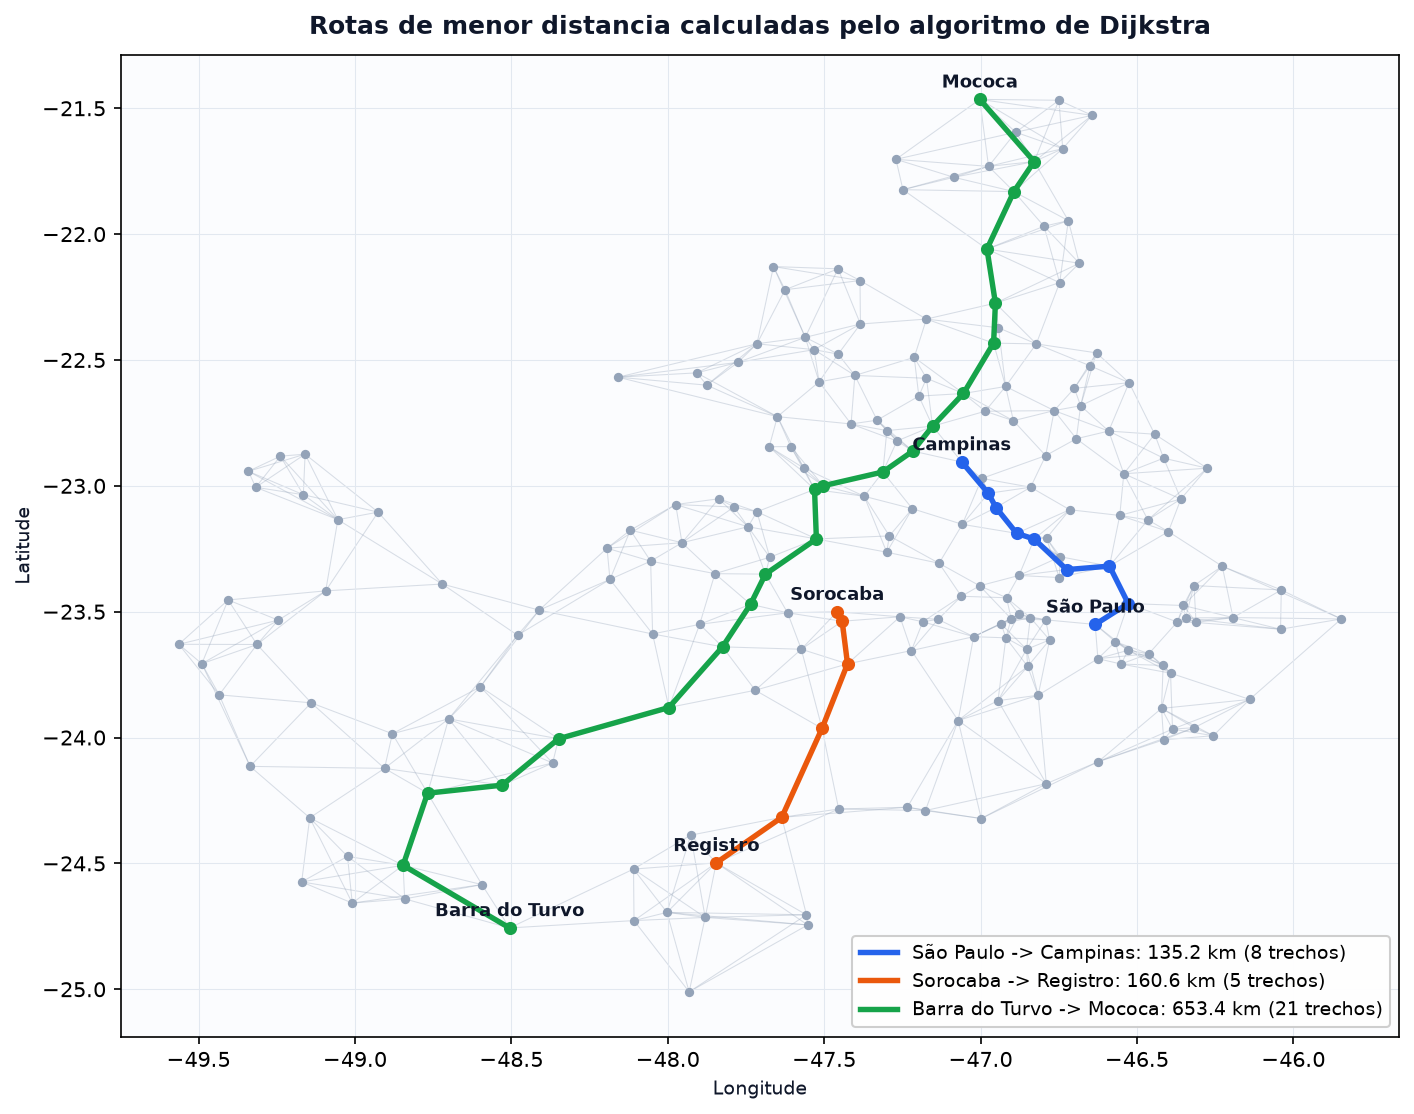 Rotas de menor distancia calculadas pelo algoritmo de Dijkstra
Mococa
−21.5
−22.0
−22.5
Campinas
−23.0
Sorocaba
−23.5
São Paulo
−24.0
Registro
−24.5
Barra do Turvo
−25.0
Latitude
São Paulo -> Campinas: 135.2 km (8 trechos)
Sorocaba -> Registro: 160.6 km (5 trechos)
Barra do Turvo -> Mococa: 653.4 km (21 trechos)
−49.5 −49.0 −48.5 −48.0 −47.5 −47.0 −46.5 −46.0
Longitude